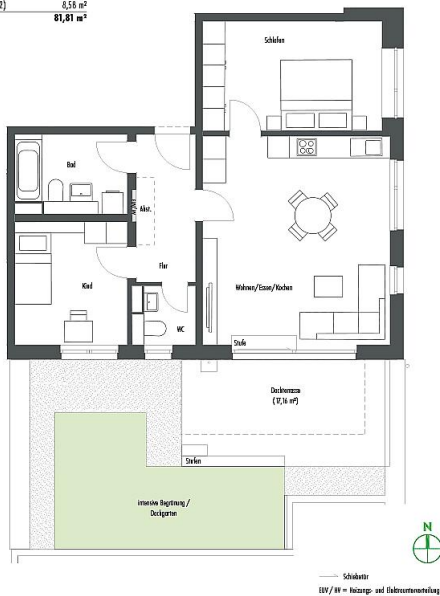 8,58 m²
81,81 m²
Schlafen
Bad
Abst.
Flur
Kind
Wohnen/Essen/Kochen
WC
Stufe
Dachterrasse
(17,16 m²)
Stufen
intensive Begrünung /
Dachgarten
N
Schiebetür
EUV / HV = Heizungs- und Elektrounterverteilung